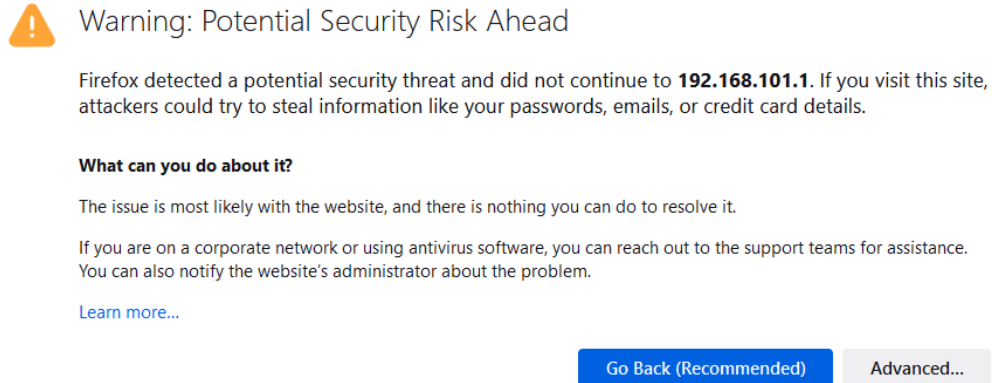 Warning: Potential Security Risk Ahead
Firefox detected a potential security threat and did not continue to 192.168.101.1. If you visit this site,
attackers could try to steal information like your passwords, emails, or credit card details.
What can you do about it?
The issue is most likely with the website, and there is nothing you can do to resolve it.
If you are on a corporate network or using antivirus software, you can reach out to the support teams for assistance.
You can also notify the website’s administrator about the problem.
Learn more…
Go Back (Recommended)
Advanced...